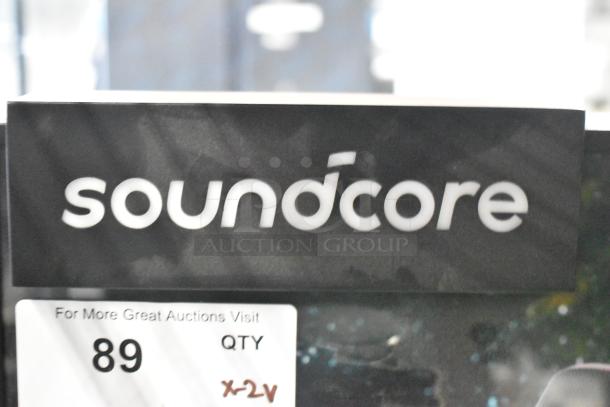 soundcore
AUCTION GROUP
For More Great Auctions Visit
89 QTY
X-2V